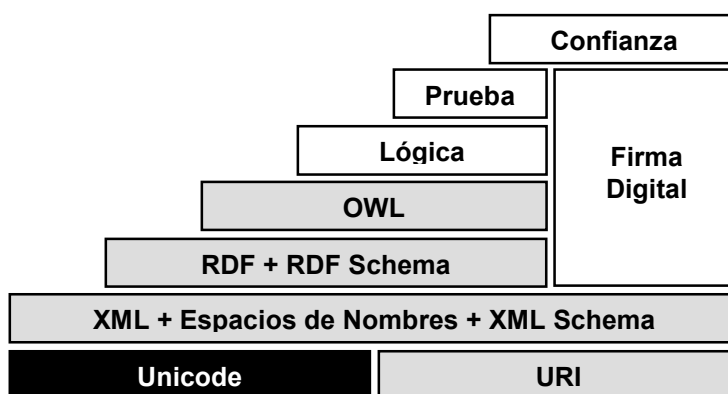 Confianza
Prueba
Lógica
Firma
Digital
OWL
RDF + RDF Schema
XML + Espacios de Nombres + XML Schema
Unicode
URI